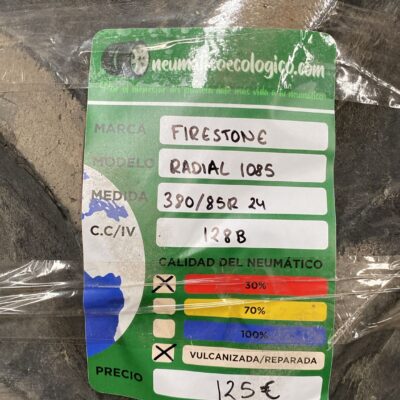 neumaticoecologico.com
MARCA FIRESTONE
MODELO RADIAL 1085
MEDIDA 380/85R 24
C.C/IV 128B
CALIDAD DEL NEUMÁTICO
30%
70%
100%
VULCANIZADA/REPARADA
PRECIO 125€